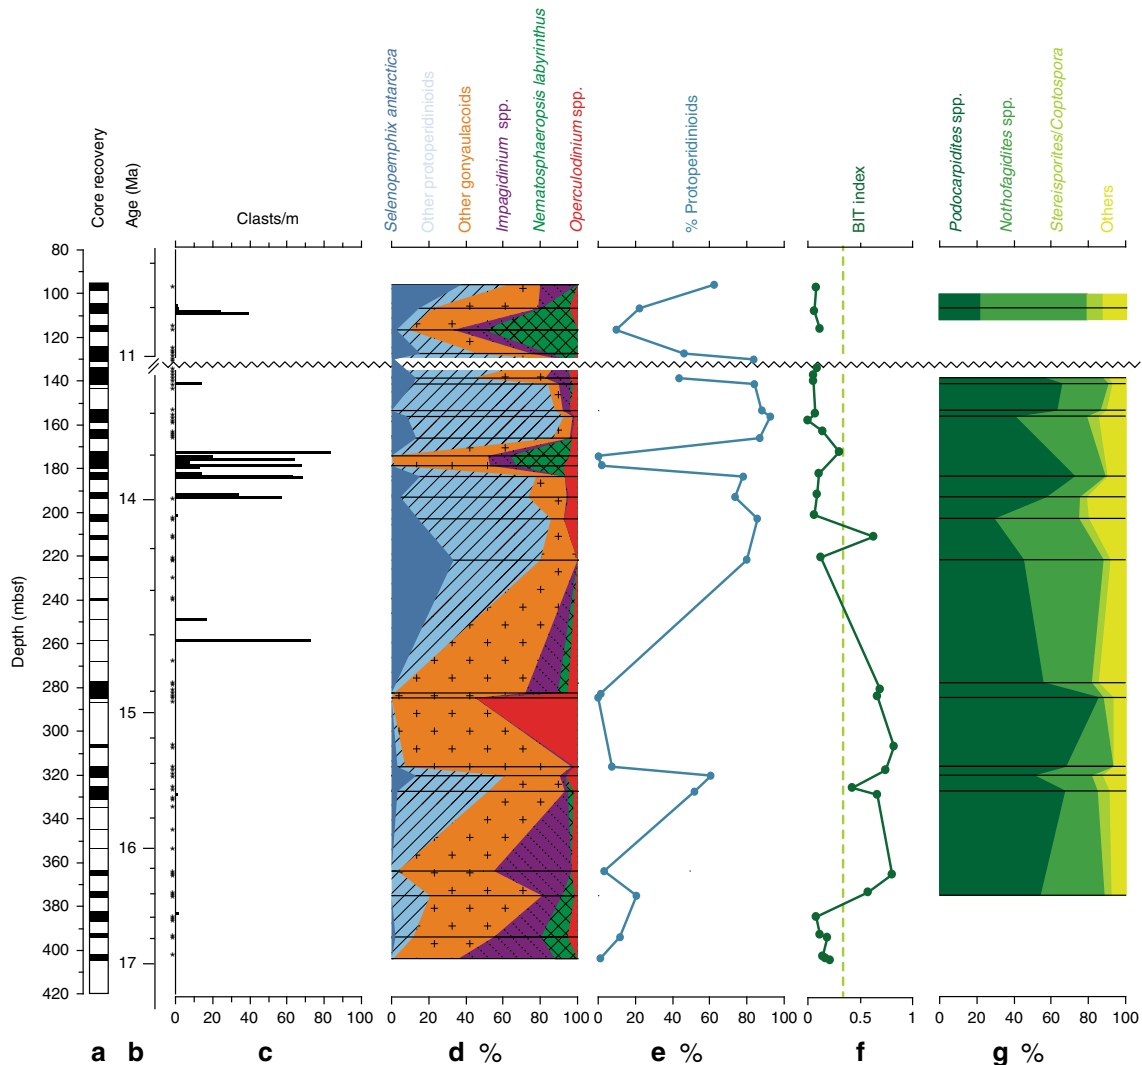 Core recovery
Age (Ma)
Clasts/m
Selenopemphix antarctica
Other protoperidinioids
Other gonyaulacoids
Impagidinium spp.
Nematosphaeropsis labyrinthus
Operculodinium spp.
% Protoperidinioids
BIT index
Podocarpidites spp.
Nothofagidites spp.
Stereisporites/Coptospora
Others
Depth (mbsf)
80
100
120
140
160
180
200
220
240
260
280
300
320
340
360
380
400
420
11
14
15
16
17
0 20 40 60 80 100
0 20 40 60 80 100
0 20 40 60 80 100
0 0.5 1
0 20 40 60 80 100
a b c d % e % f g %